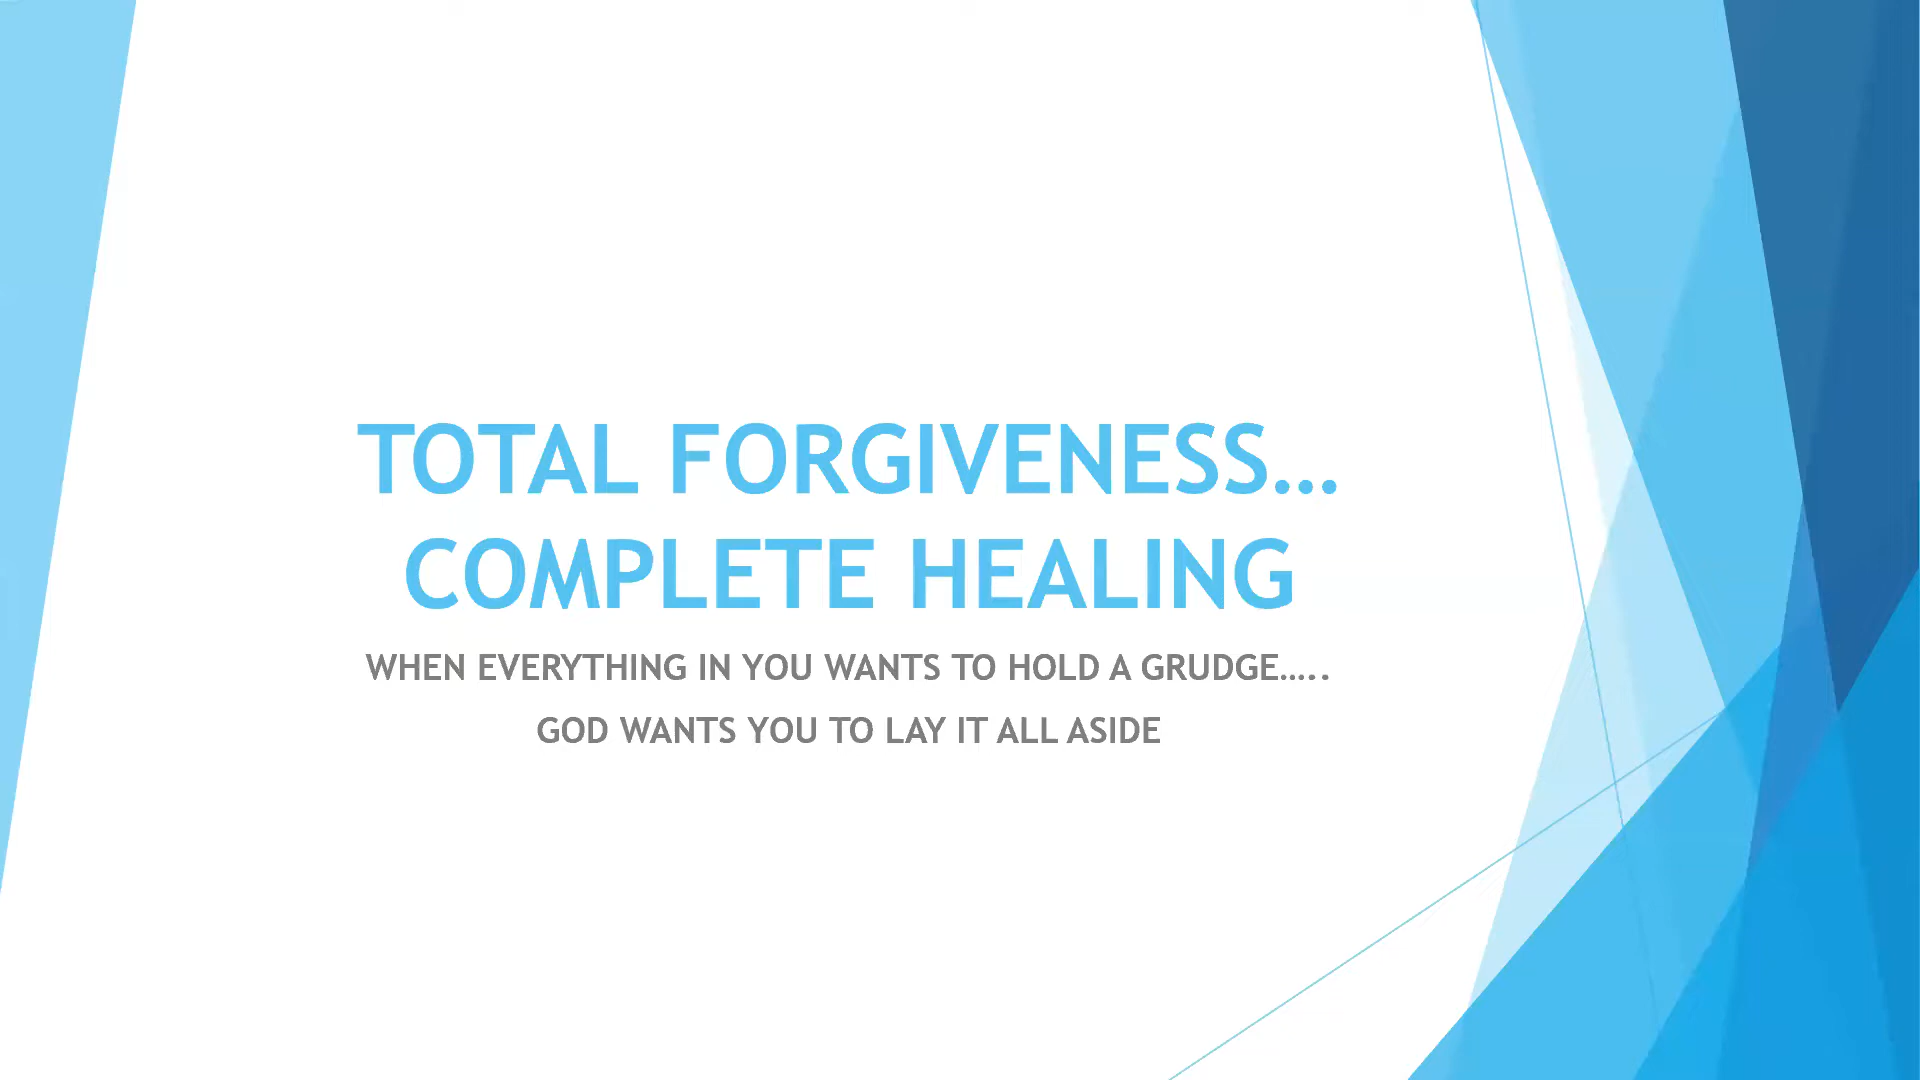 TOTAL FORGIVENESS...
COMPLETE HEALING
WHEN EVERYTHING IN YOU WANTS TO HOLD A GRUDGE.....
GOD WANTS YOU TO LAY IT ALL ASIDE